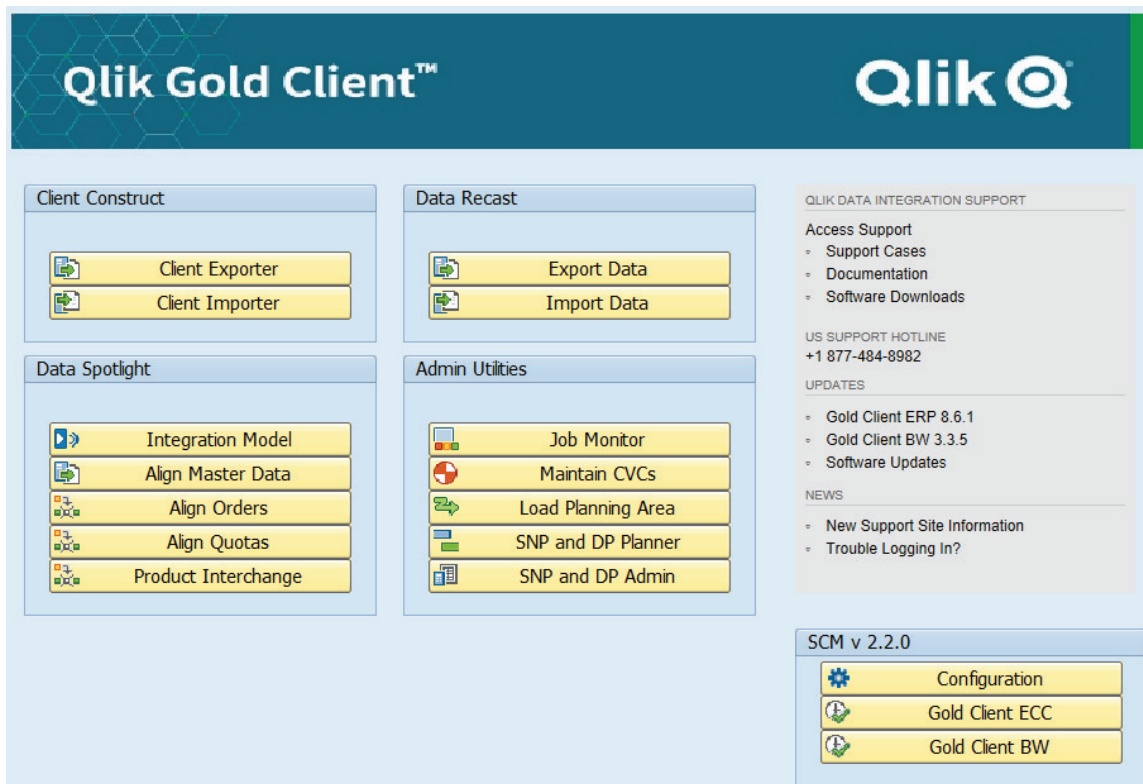 Qlik Gold Client™
Qlik
Client Construct
Client Exporter
Client Importer
Data Recast
Export Data
Import Data
Data Spotlight
Integration Model
Align Master Data
Align Orders
Align Quotas
Product Interchange
Admin Utilities
Job Monitor
Maintain CVCs
Load Planning Area
SNP and DP Planner
SNP and DP Admin
QLIK DATA INTEGRATION SUPPORT
Access Support
Support Cases
Documentation
Software Downloads
US SUPPORT HOTLINE
+1 877-484-8982
UPDATES
Gold Client ERP 8.6.1
Gold Client BW 3.3.5
Software Updates
NEWS
New Support Site Information
Trouble Logging In?
SCM v 2.2.0
Configuration
Gold Client ECC
Gold Client BW